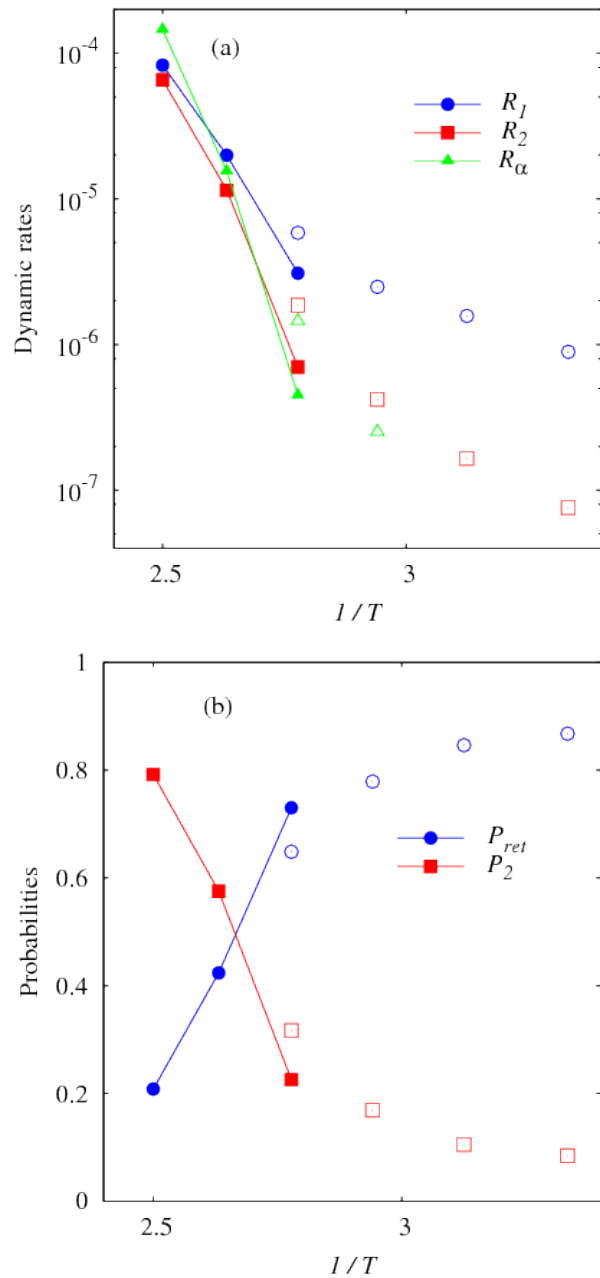 (a)
R₁
R₂
Rα
Dynamic rates
10⁻⁴
10⁻⁵
10⁻⁶
10⁻⁷
2.5 3
1 / T
(b)
P_ret
P₂
Probabilities
1
0.8
0.6
0.4
0.2
0
2.5 3
1 / T